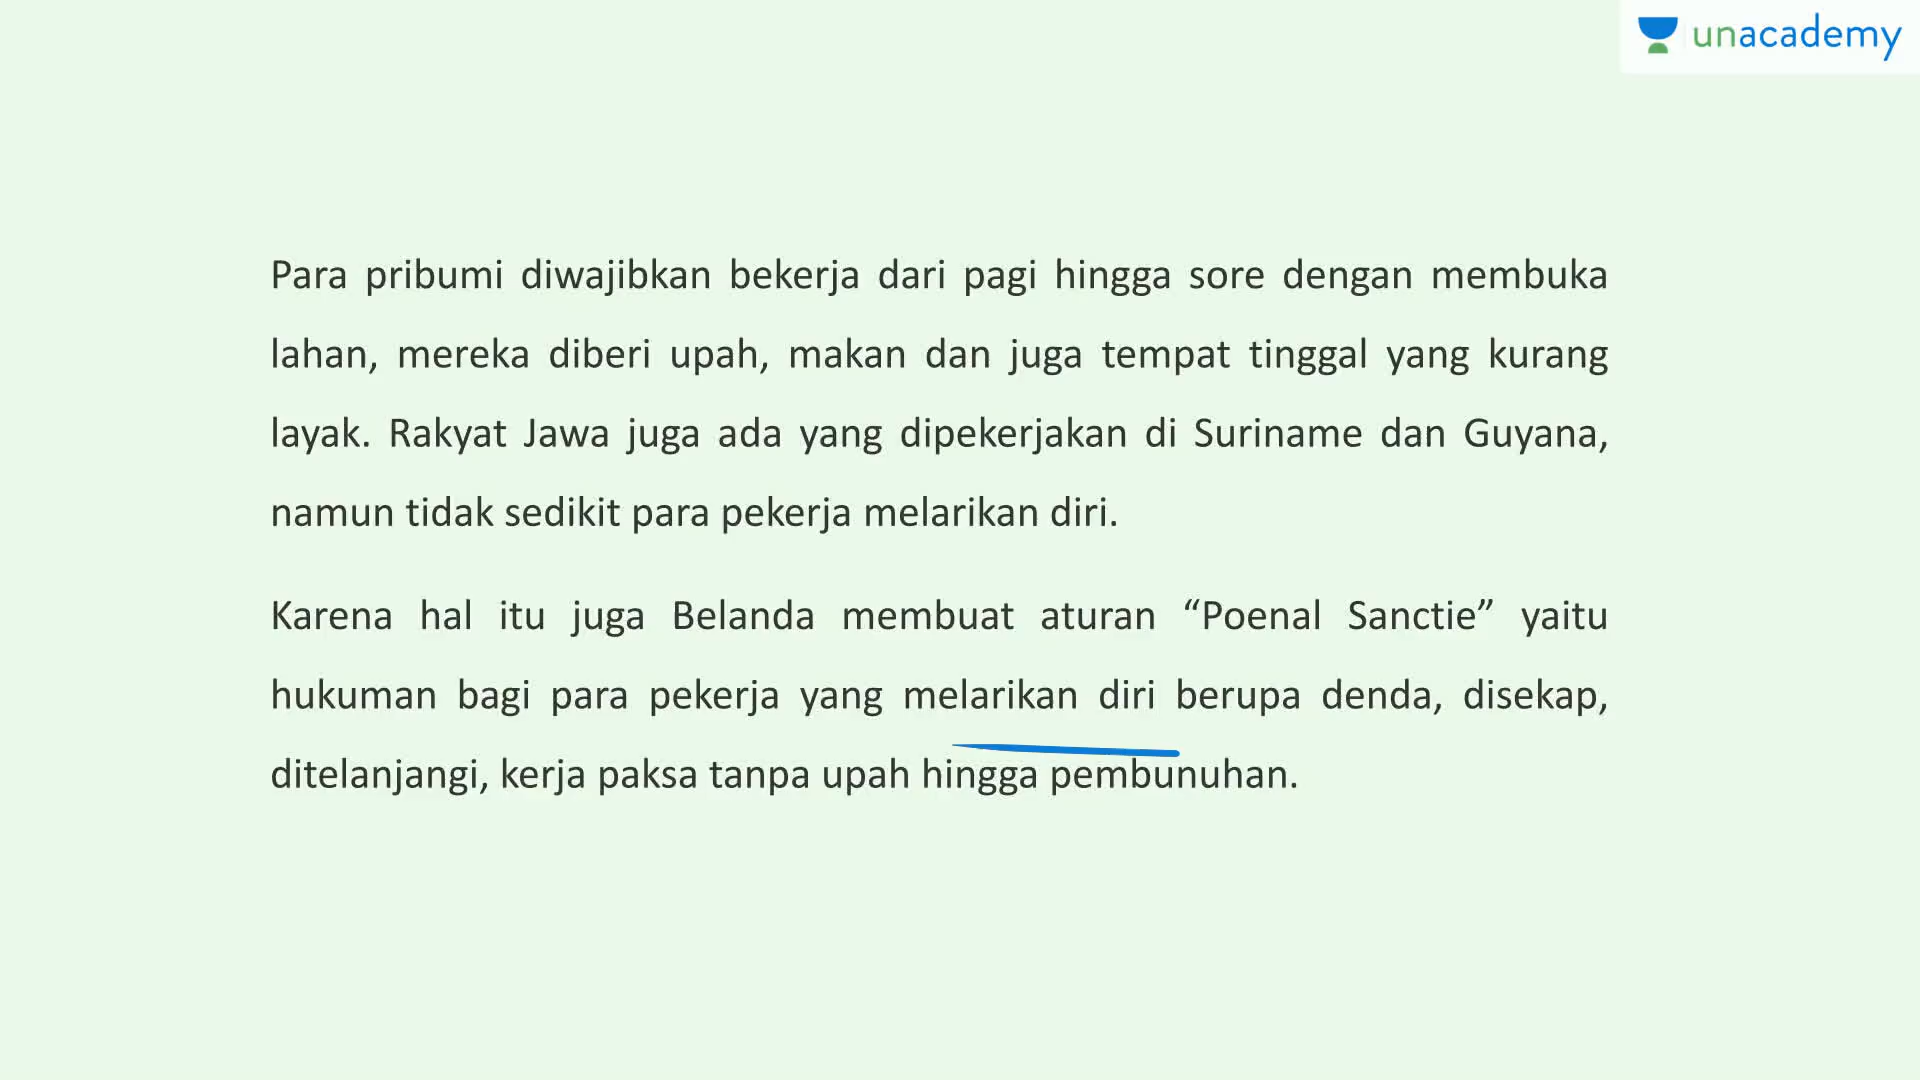 unacademy
Para pribumi diwajibkan bekerja dari pagi hingga sore dengan membuka
lahan, mereka diberi upah, makan dan juga tempat tinggal yang kurang
layak. Rakyat Jawa juga ada yang dipekerjakan di Suriname dan Guyana,
namun tidak sedikit para pekerja melarikan diri.
Karena hal itu juga Belanda membuat aturan “Poenal Sanctie” yaitu
hukuman bagi para pekerja yang melarikan diri berupa denda, disekap,
ditelanjangi, kerja paksa tanpa upah hingga pembunuhan.